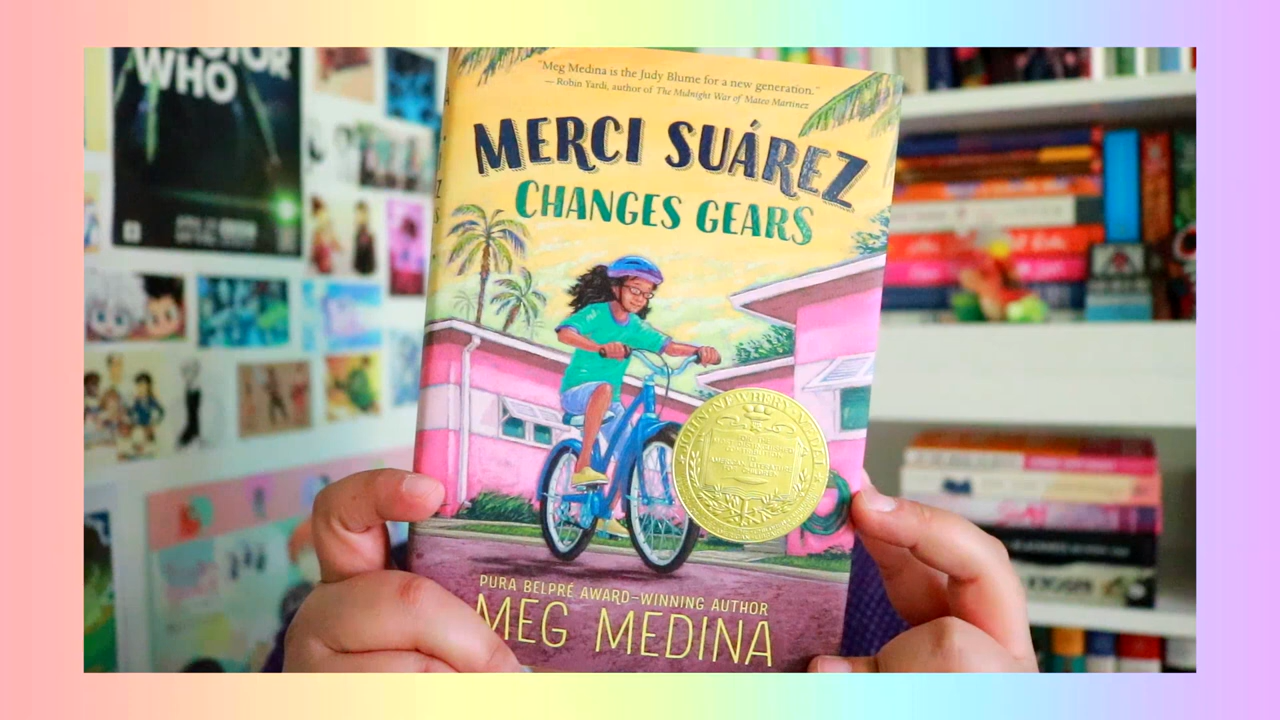 DOCTOR
WHO
"Meg Medina is the Judy Blume for a new generation."
— Robin Yardi, author of The Midnight War of Mateo Martinez
MERCI SUÁREZ
CHANGES GEARS
JOHN NEWBERY MEDAL
PURA BELPRÉ AWARD–WINNING AUTHOR
MEG MEDINA